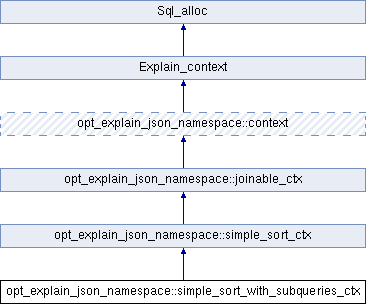 Sql_alloc
Explain_context
opt_explain_json_namespace::context
opt_explain_json_namespace::joinable_ctx
opt_explain_json_namespace::simple_sort_ctx
opt_explain_json_namespace::simple_sort_with_subqueries_ctx